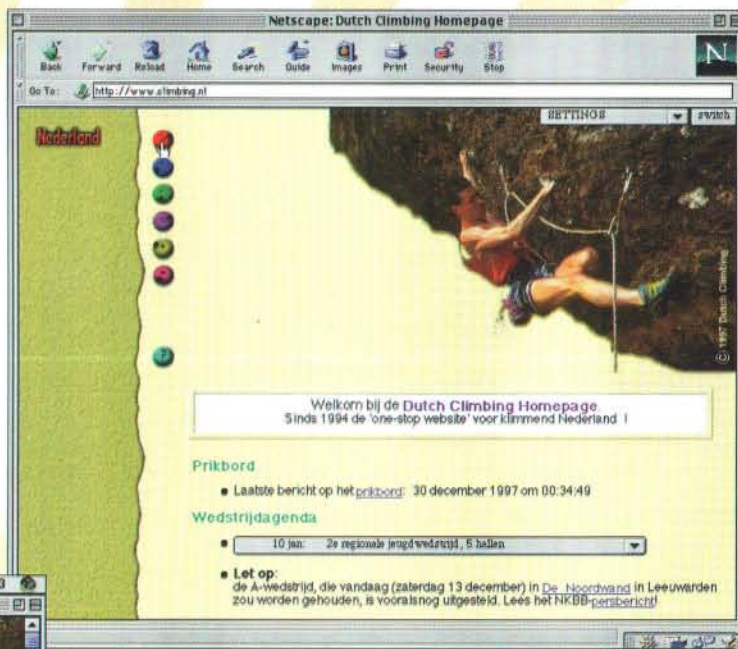 Netscape: Dutch Climbing Homepage
Back Forward Reload Home Search Guide Images Print Security Stop
N
Go To: http://www.climbing.nl
SETTINGS switch
Nederland
?
© 1997 Dutch Climbing
Welkom bij de Dutch Climbing Homepage
Sinds 1994 de 'one-stop website' voor klimmend Nederland !
Prikbord
Laatste bericht op het prikbord: 30 december 1997 om 00:34:49
Wedstrijdagenda
10 jan: 2e regionale jeugdwedstrijd, 5 hallen
Let op:
de A-wedstrijd, die vandaag (zaterdag 13 december) in De Noordwand in Leeuwarden
zou worden gehouden, is vooralsnog uitgesteld. Lees het NKBB-persbericht!
3